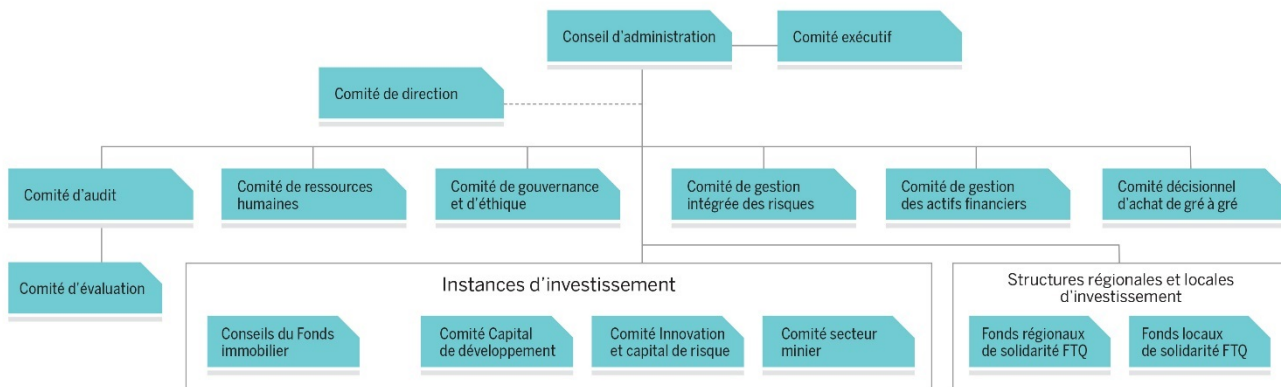 Conseil d'administration
Comité exécutif
Comité de direction
Comité d'audit
Comité de ressources
humaines
Comité de gouvernance
et d'éthique
Comité de gestion
intégrée des risques
Comité de gestion
des actifs financiers
Comité décisionnel
d'achat de gré à gré
Comité d'évaluation
Instances d'investissement
Conseils du Fonds
immobilier
Comité Capital
de développement
Comité Innovation
et capital de risque
Comité secteur
minier
Structures régionales et locales
d'investissement
Fonds régionaux
de solidarité FTQ
Fonds locaux
de solidarité FTQ